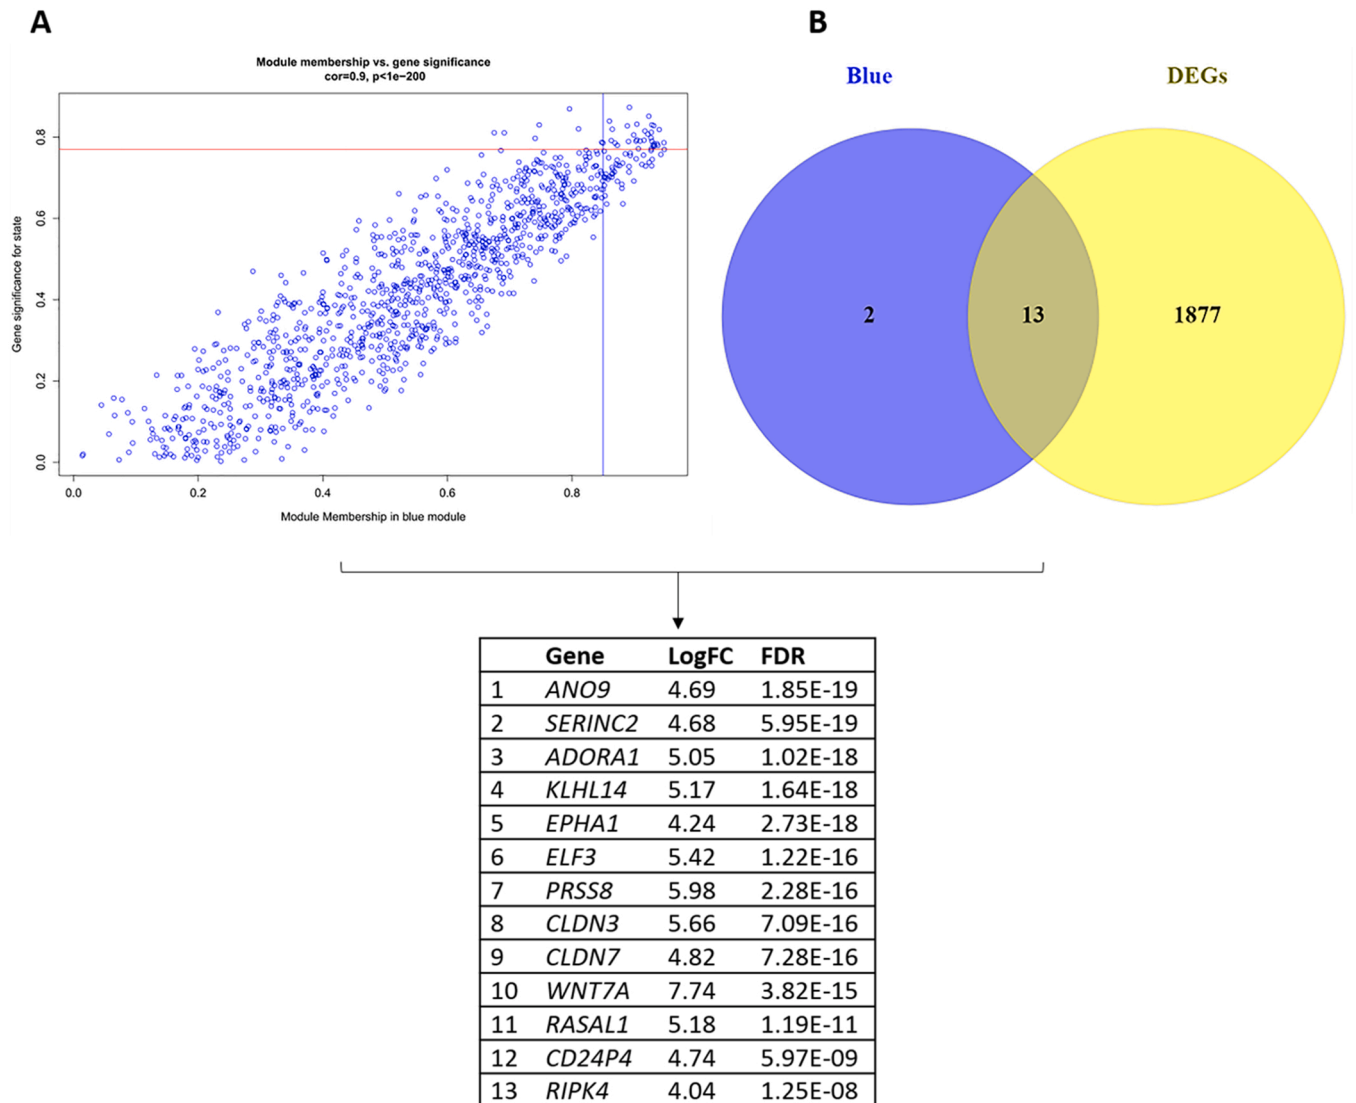 A
B
Module membership vs. gene significance
cor=0.9, p<1e−200
Gene significance for state
0.8
0.6
0.4
0.2
0.0
0.0 0.2 0.4 0.6 0.8
Module Membership in blue module
Blue DEGs
2 13 1877
Gene LogFC FDR
1 ANO9 4.69 1.85E-19
2 SERINC2 4.68 5.95E-19
3 ADORA1 5.05 1.02E-18
4 KLHL14 5.17 1.64E-18
5 EPHA1 4.24 2.73E-18
6 ELF3 5.42 1.22E-16
7 PRSS8 5.98 2.28E-16
8 CLDN3 5.66 7.09E-16
9 CLDN7 4.82 7.28E-16
10 WNT7A 7.74 3.82E-15
11 RASAL1 5.18 1.19E-11
12 CD24P4 4.74 5.97E-09
13 RIPK4 4.04 1.25E-08